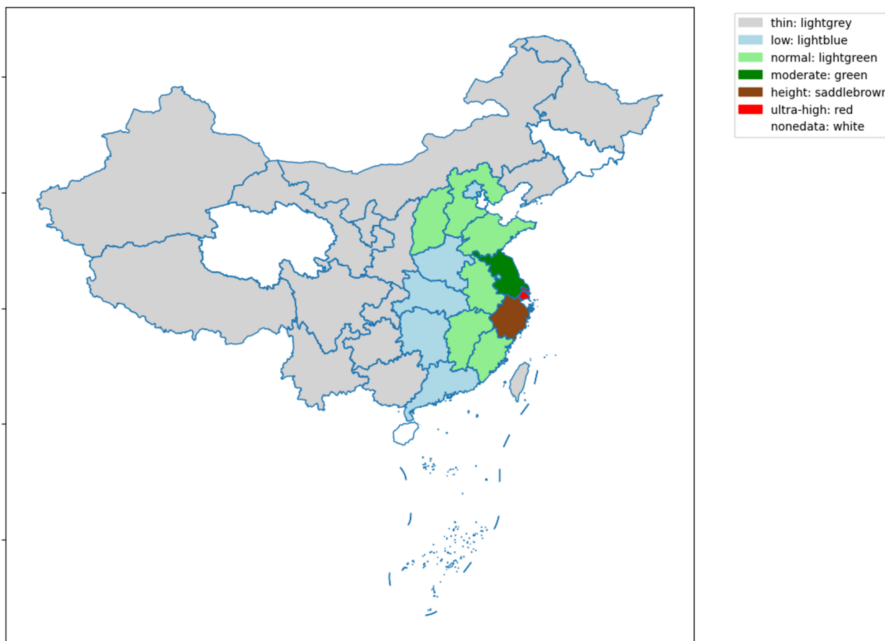 thin: lightgrey
low: lightblue
normal: lightgreen
moderate: green
height: saddlebrown
ultra-high: red
nonedata: white